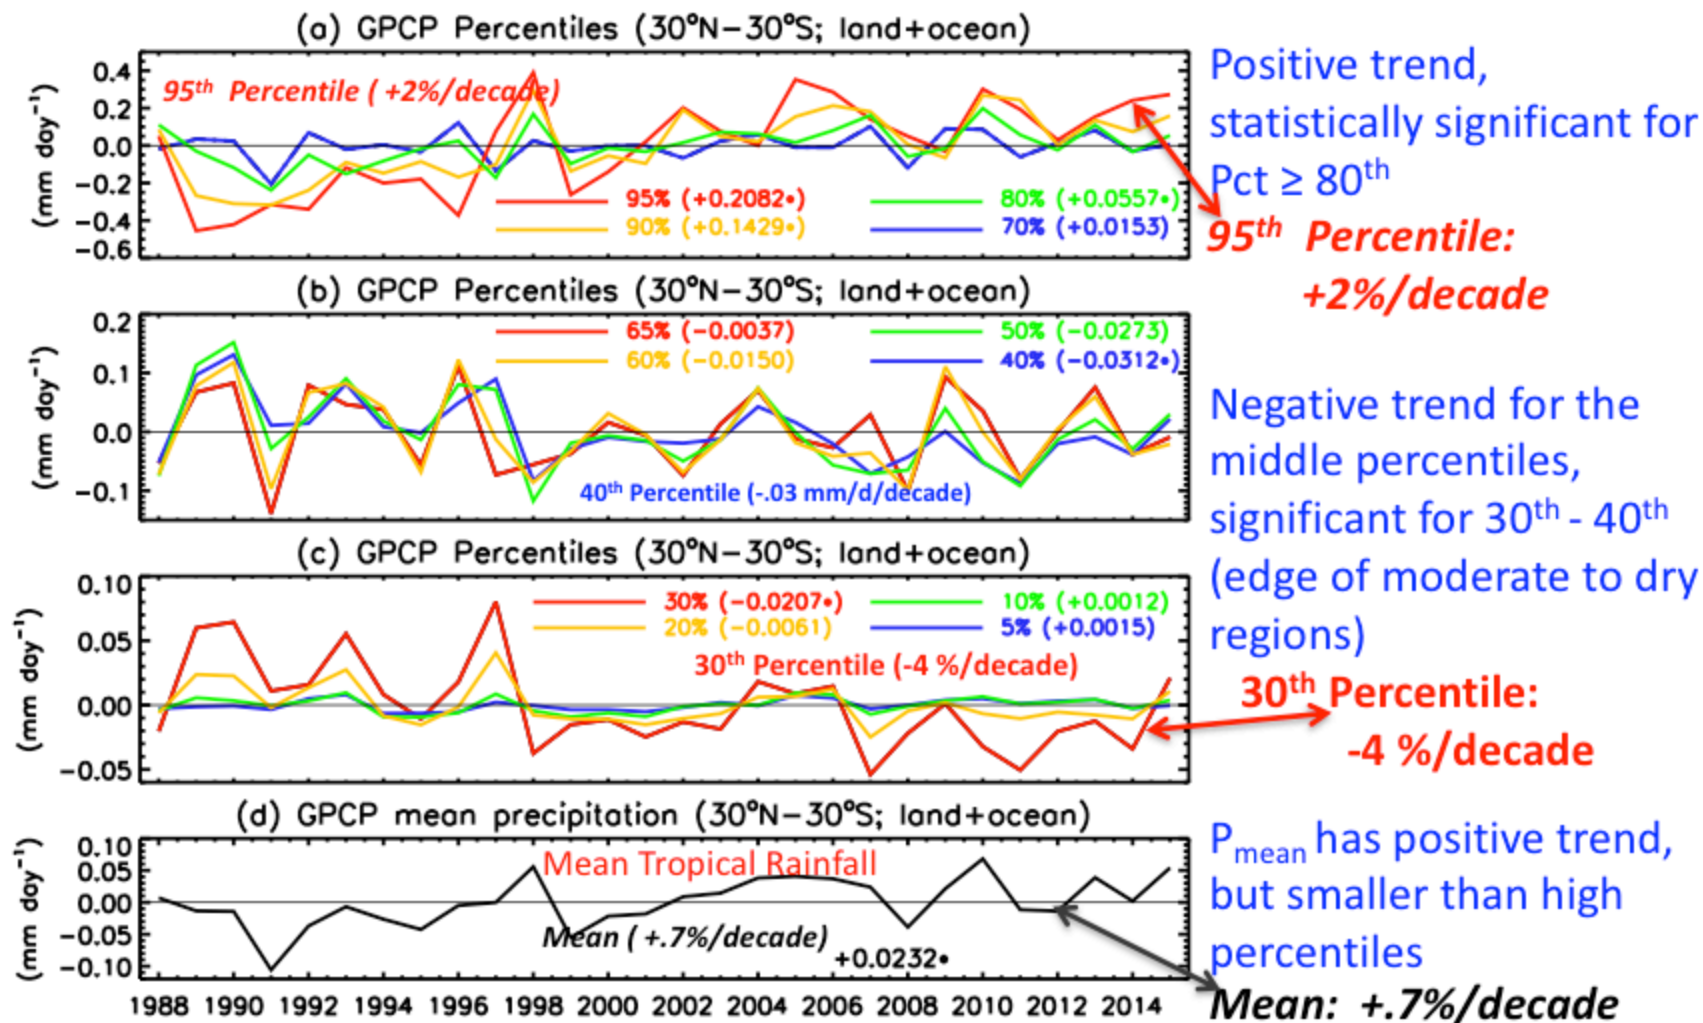 (a) GPCP Percentiles (30°N−30°S; land+ocean)
(mm day⁻¹)
0.4
0.2
0.0
−0.2
−0.4
−0.6
95th Percentile ( +2%/decade)
95% (+0.2082•)
80% (+0.0557•)
90% (+0.1429•)
70% (+0.0153)
Positive trend,
statistically significant for
Pct ≥ 80th
95th Percentile:
+2%/decade
(b) GPCP Percentiles (30°N−30°S; land+ocean)
(mm day⁻¹)
0.2
0.1
0.0
−0.1
65% (−0.0037)
50% (−0.0273)
60% (−0.0150)
40% (−0.0312•)
40th Percentile (-.03 mm/d/decade)
Negative trend for the
middle percentiles,
significant for 30th - 40th
(edge of moderate to dry
regions)
(c) GPCP Percentiles (30°N−30°S; land+ocean)
(mm day⁻¹)
0.10
0.05
0.00
−0.05
30% (−0.0207•)
10% (+0.0012)
20% (−0.0061)
5% (+0.0015)
30th Percentile (-4 %/decade)
30th Percentile:
-4 %/decade
(d) GPCP mean precipitation (30°N−30°S; land+ocean)
(mm day⁻¹)
0.10
0.05
0.00
−0.05
−0.10
Mean Tropical Rainfall
Mean ( +.7%/decade)
+0.0232•
1988 1990 1992 1994 1996 1998 2000 2002 2004 2006 2008 2010 2012 2014
Pmean has positive trend,
but smaller than high
percentiles
Mean: +.7%/decade